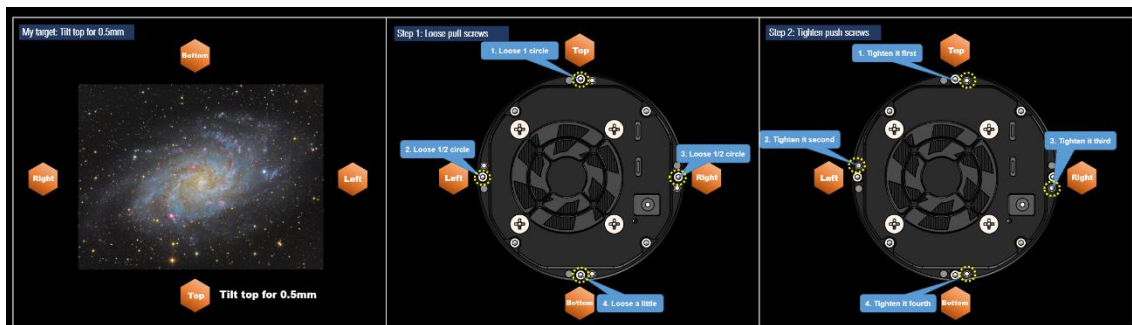 My target: Tilt top for 0.5mm
Bottom
Right
Left
Top
Tilt top for 0.5mm
Step 1: Loose pull screws
1. Loose 1 circle
Top
2. Loose 1/2 circle
3. Loose 1/2 circle
Left
Right
4. Loose a little
Bottom
Step 2: Tighten push screws
1. Tighten it first
Top
2. Tighten it second
3. Tighten it third
Left
Right
4. Tighten it fourth
Bottom